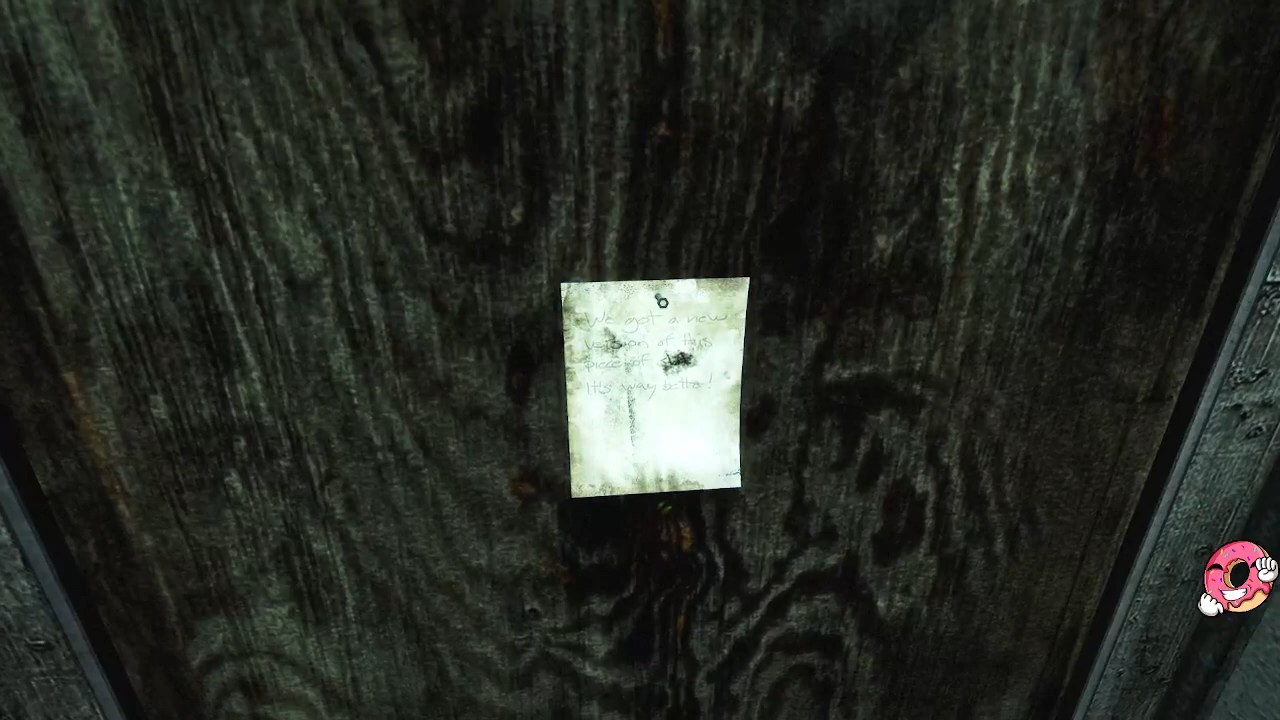 We got a new
version of this
piece of
It's way better!